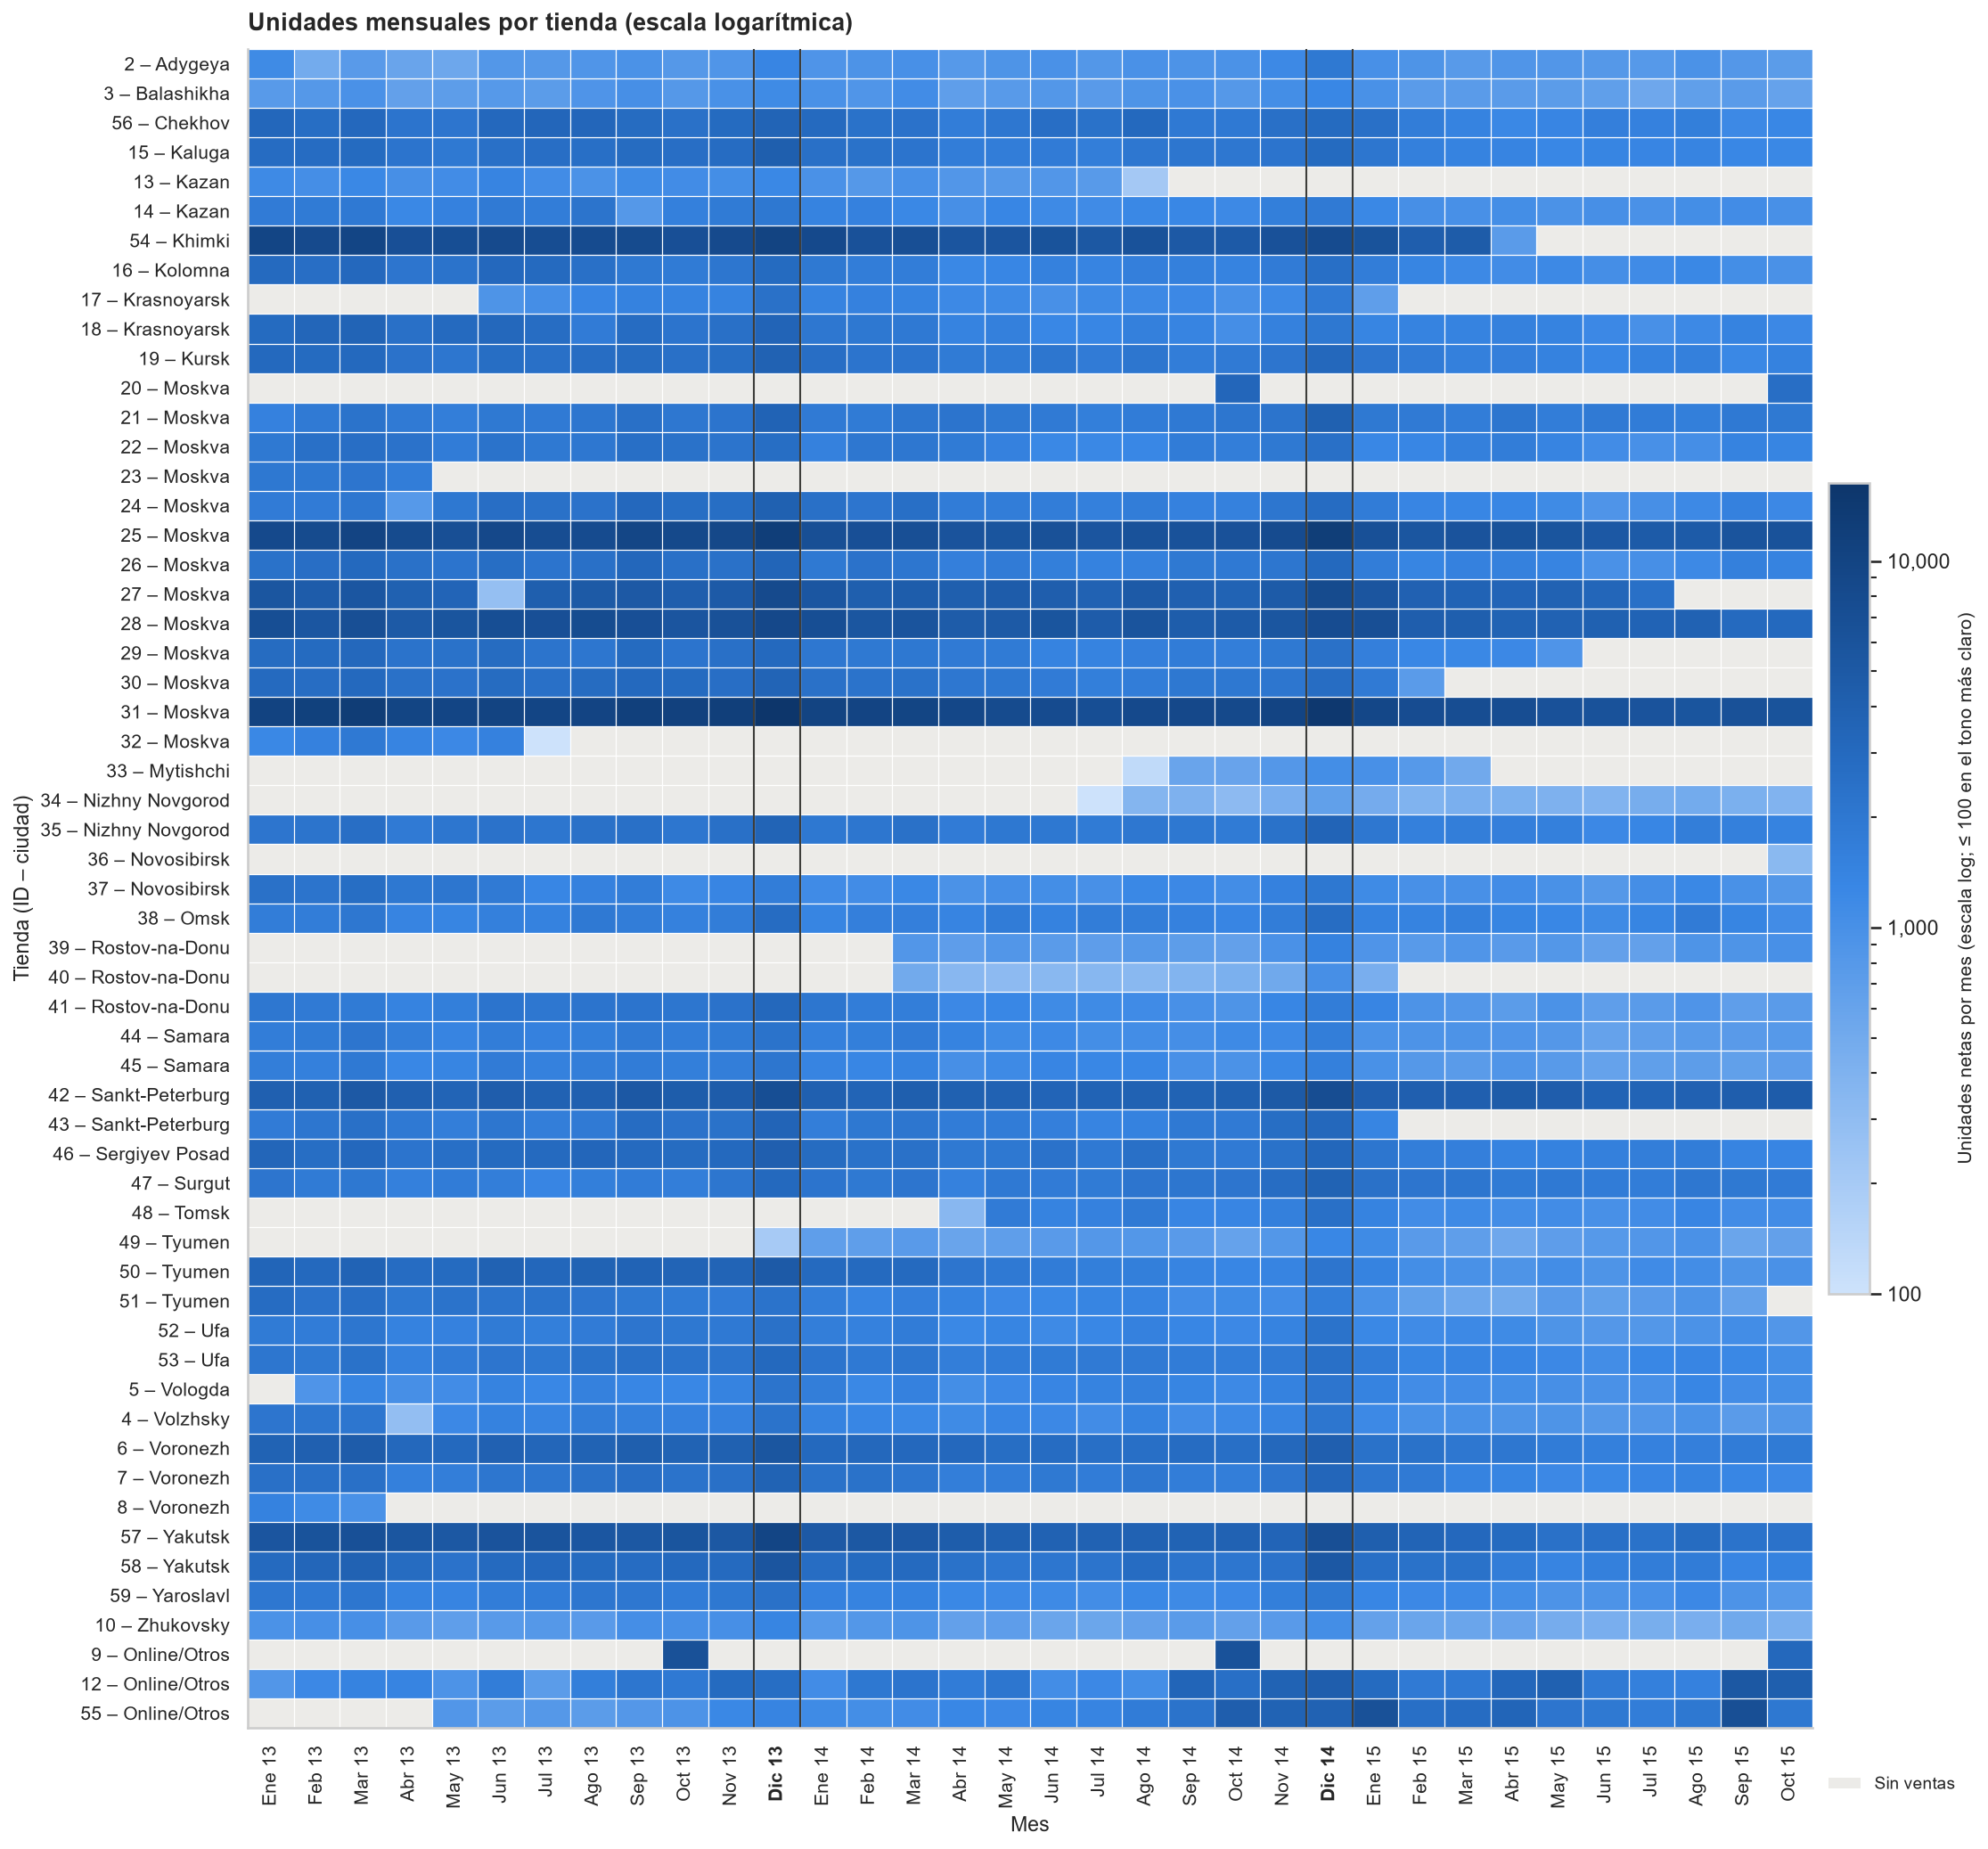 Unidades mensuales por tienda (escala logarítmica)
Tienda (ID – ciudad)
2 – Adygeya
3 – Balashikha
56 – Chekhov
15 – Kaluga
13 – Kazan
14 – Kazan
54 – Khimki
16 – Kolomna
17 – Krasnoyarsk
18 – Krasnoyarsk
19 – Kursk
20 – Moskva
21 – Moskva
22 – Moskva
23 – Moskva
24 – Moskva
25 – Moskva
26 – Moskva
27 – Moskva
28 – Moskva
29 – Moskva
30 – Moskva
31 – Moskva
32 – Moskva
33 – Mytishchi
34 – Nizhny Novgorod
35 – Nizhny Novgorod
36 – Novosibirsk
37 – Novosibirsk
38 – Omsk
39 – Rostov-na-Donu
40 – Rostov-na-Donu
41 – Rostov-na-Donu
44 – Samara
45 – Samara
42 – Sankt-Peterburg
43 – Sankt-Peterburg
46 – Sergiyev Posad
47 – Surgut
48 – Tomsk
49 – Tyumen
50 – Tyumen
51 – Tyumen
52 – Ufa
53 – Ufa
5 – Vologda
4 – Volzhsky
6 – Voronezh
7 – Voronezh
8 – Voronezh
57 – Yakutsk
58 – Yakutsk
59 – Yaroslavl
10 – Zhukovsky
9 – Online/Otros
12 – Online/Otros
55 – Online/Otros
Ene 13
Feb 13
Mar 13
Abr 13
May 13
Jun 13
Jul 13
Ago 13
Sep 13
Oct 13
Nov 13
Dic 13
Ene 14
Feb 14
Mar 14
Abr 14
May 14
Jun 14
Jul 14
Ago 14
Sep 14
Oct 14
Nov 14
Dic 14
Ene 15
Feb 15
Mar 15
Abr 15
May 15
Jun 15
Jul 15
Ago 15
Sep 15
Oct 15
Mes
10,000
1,000
100
Unidades netas por mes (escala log; ≤ 100 en el tono más claro)
Sin ventas